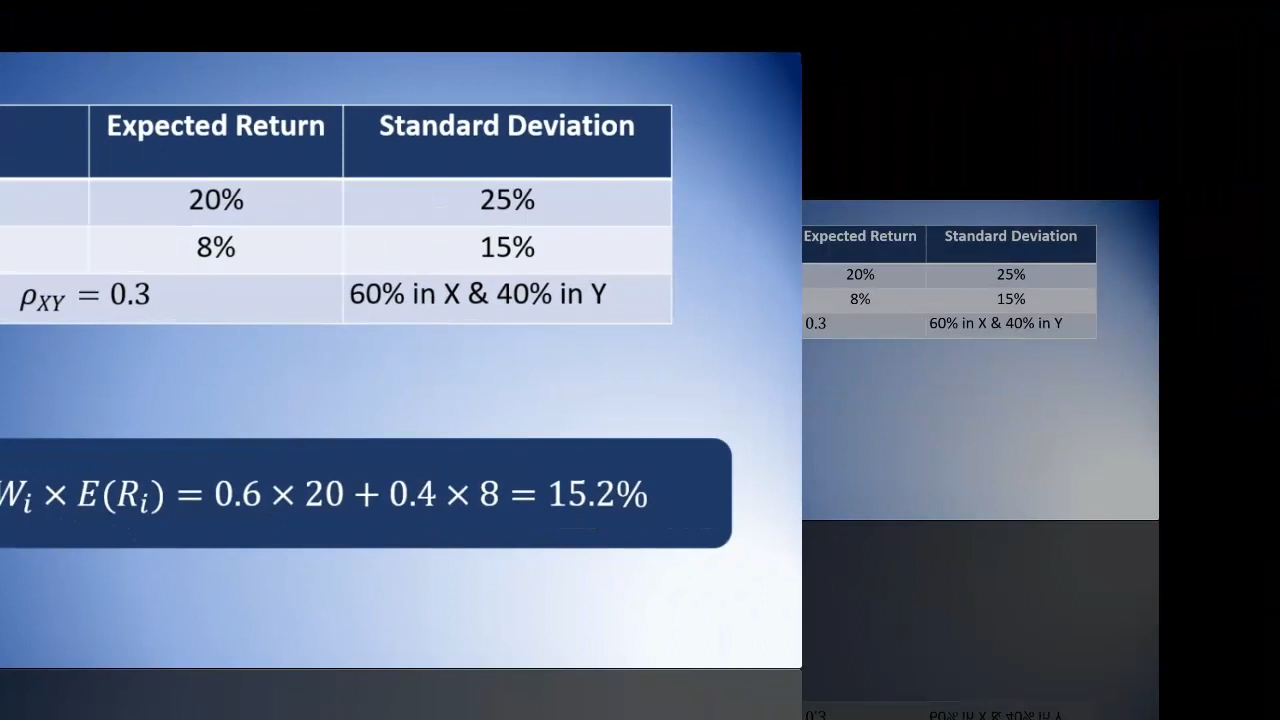 Expected Return Standard Deviation
20% 25%
8% 15%
ρXY = 0.3 60% in X & 40% in Y
Wi × E(Ri) = 0.6 × 20 + 0.4 × 8 = 15.2%
Expected Return Standard Deviation
20% 25%
8% 15%
0.3 60% in X & 40% in Y